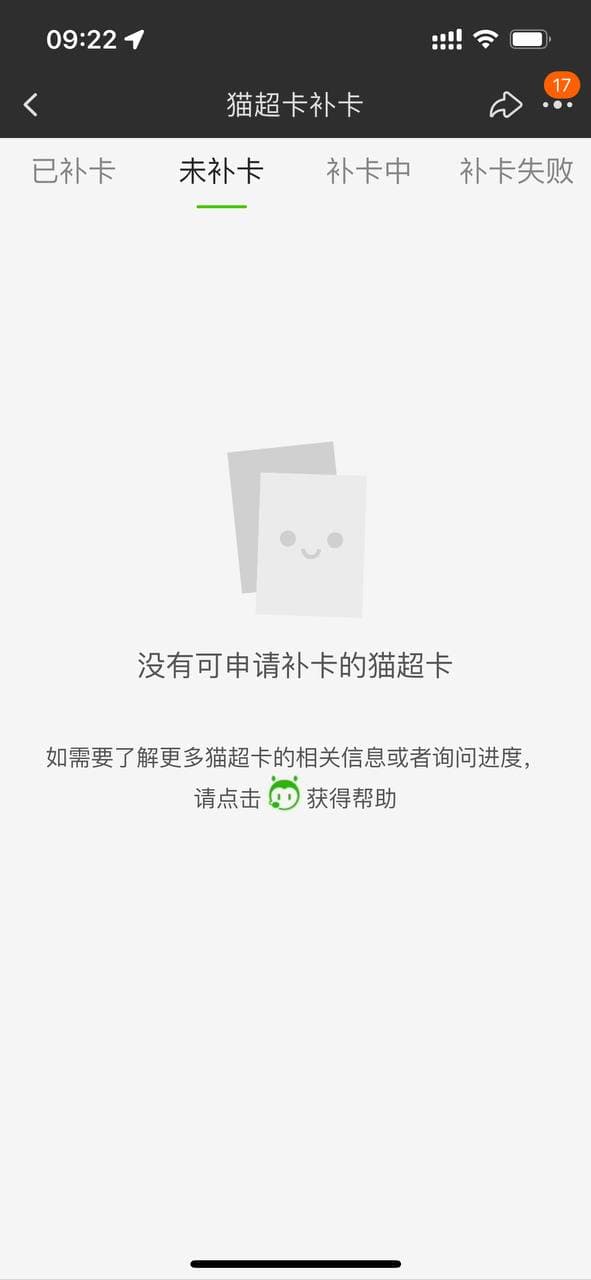 09:22
猫超卡补卡
17
已补卡 未补卡 补卡中 补卡失败
没有可申请补卡的猫超卡
如需要了解更多猫超卡的相关信息或者询问进度，
请点击 获得帮助